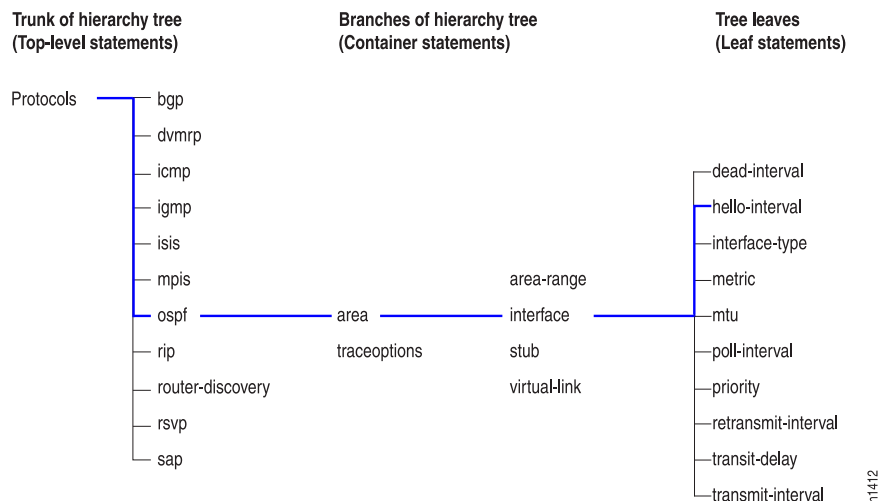 Trunk of hierarchy tree
(Top-level statements)
Branches of hierarchy tree
(Container statements)
Tree leaves
(Leaf statements)
Protocols
bgp
dvmrp
icmp
igmp
isis
mpis
ospf
rip
router-discovery
rsvp
sap
area
traceoptions
area-range
interface
stub
virtual-link
dead-interval
hello-interval
interface-type
metric
mtu
poll-interval
priority
retransmit-interval
transit-delay
transmit-interval